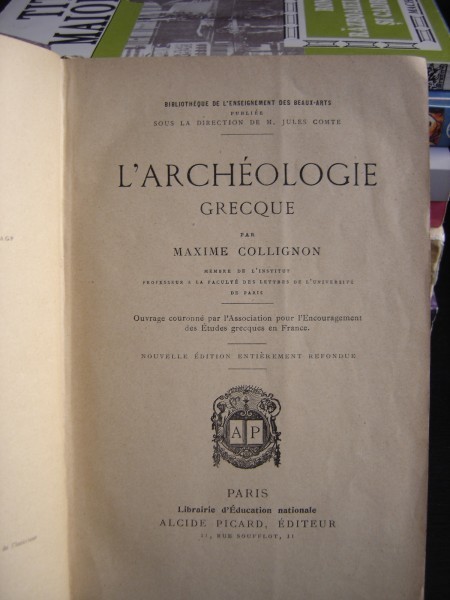 BIBLIOTHÈQUE DE L'ENSEIGNEMENT DES BEAUX-ARTS
PUBLIÉE
SOUS LA DIRECTION DE M. JULES COMTE
L'ARCHÉOLOGIE
GRECQUE
PAR
MAXIME COLLIGNON
MEMBRE DE L'INSTITUT
PROFESSEUR A LA FACULTÉ DES LETTRES DE L'UNIVERSITÉ
DE PARIS
Ouvrage couronné par l'Association pour l'Encouragement
des Études grecques en France.
NOUVELLE ÉDITION ENTIÈREMENT REFONDUE
A P
PARIS
Librairie d'Éducation nationale
ALCIDE PICARD, ÉDITEUR
11, RUE SOUFFLOT, 11